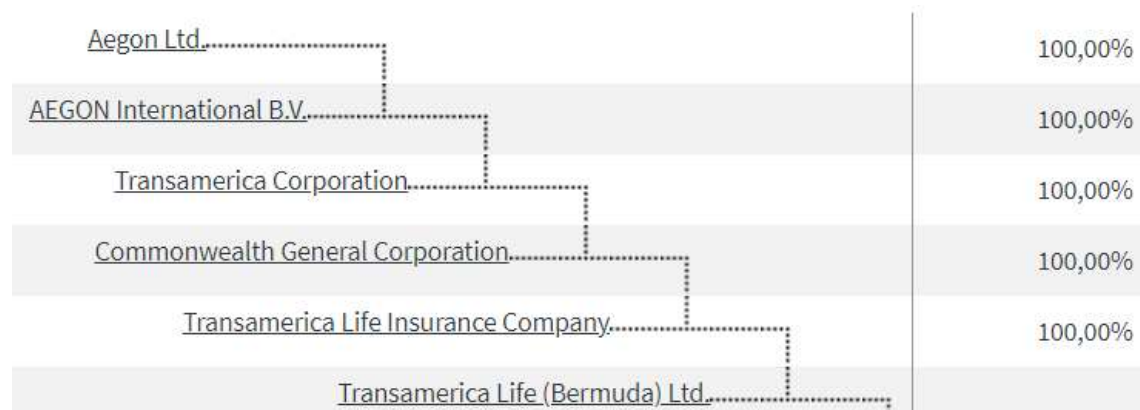 Aegon Ltd. 100,00%
AEGON International B.V. 100,00%
Transamerica Corporation 100,00%
Commonwealth General Corporation 100,00%
Transamerica Life Insurance Company 100,00%
Transamerica Life (Bermuda) Ltd.